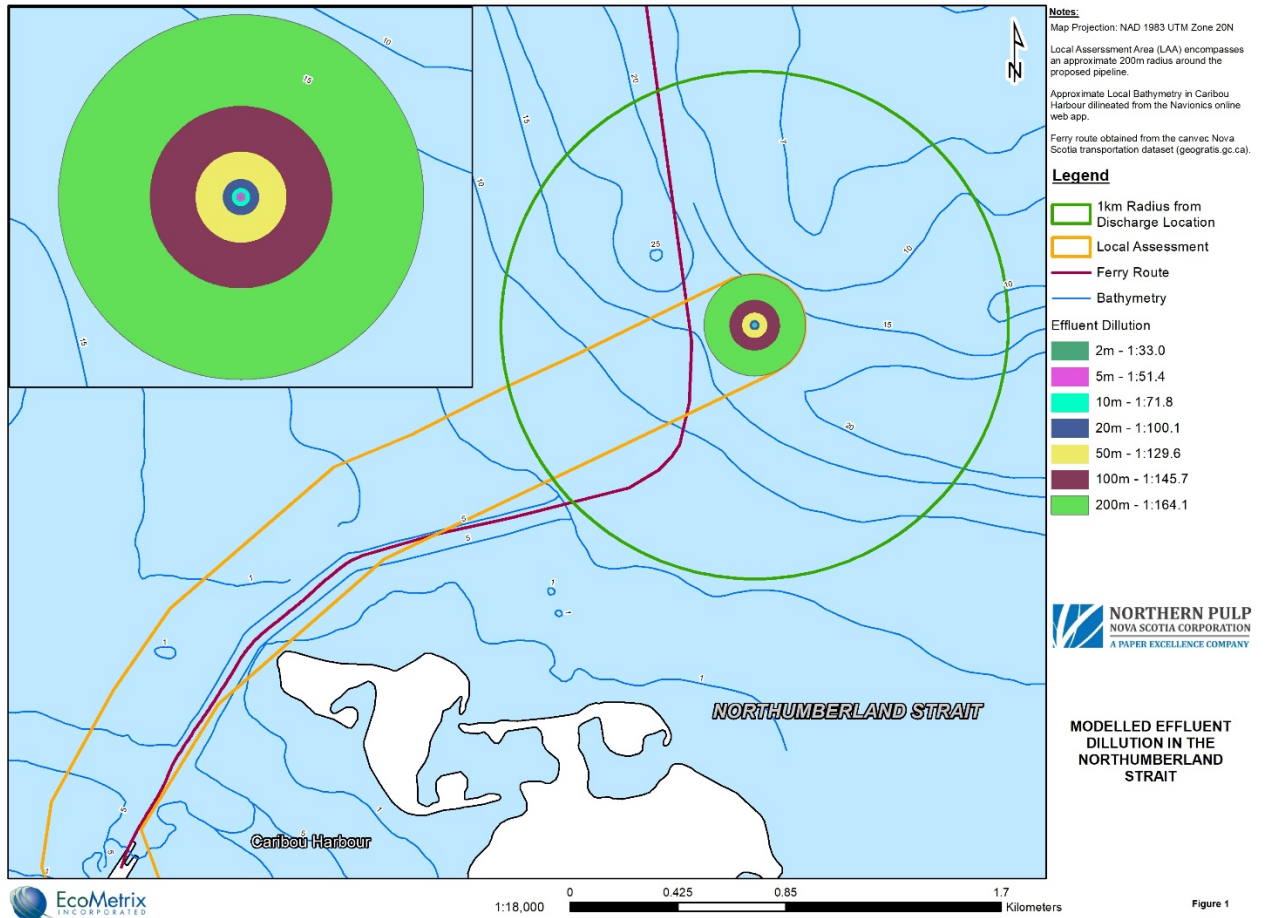 Notes:
Map Projection: NAD 1983 UTM Zone 20N
Local Asserssment Area (LAA) encompasses
an approximate 200m radius around the
proposed pipeline.
Approximate Local Bathymetry in Caribou
Harbour dilineated from the Navionics online
web app.
Ferry route obtained from the canvec Nova
Scotia transportation dataset (geogratis.gc.ca).
Legend
1km Radius from
Discharge Location
Local Assessment
Ferry Route
Bathymetry
Effluent Dillution
2m - 1:33.0
5m - 1:51.4
10m - 1:71.8
20m - 1:100.1
50m - 1:129.6
100m - 1:145.7
200m - 1:164.1
NORTHERN PULP
NOVA SCOTIA CORPORATION
A PAPER EXCELLENCE COMPANY
MODELLED EFFLUENT
DILLUTION IN THE
NORTHUMBERLAND
STRAIT
N
10
15
15
20
15
10
7
25
10
10
15
20
5
5
1
1
1
1
1
NORTHUMBERLAND STRAIT
5
5
1
5
1
Caribou Harbour
EcoMetrix
INCORPORATED
1:18,000
0
0.425
0.85
1.7
Kilometers
Figure 1